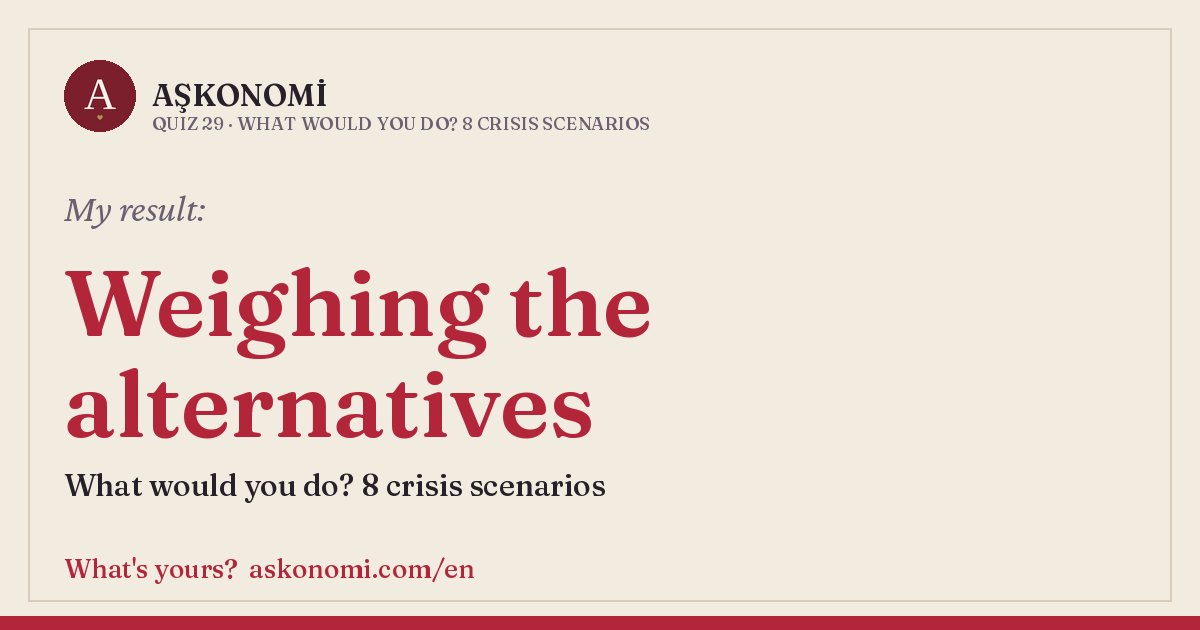 A
AŞKONOMİ
QUIZ 29 · WHAT WOULD YOU DO? 8 CRISIS SCENARIOS
My result:
Weighing the
alternatives
What would you do? 8 crisis scenarios
What's yours? askonomi.com/en